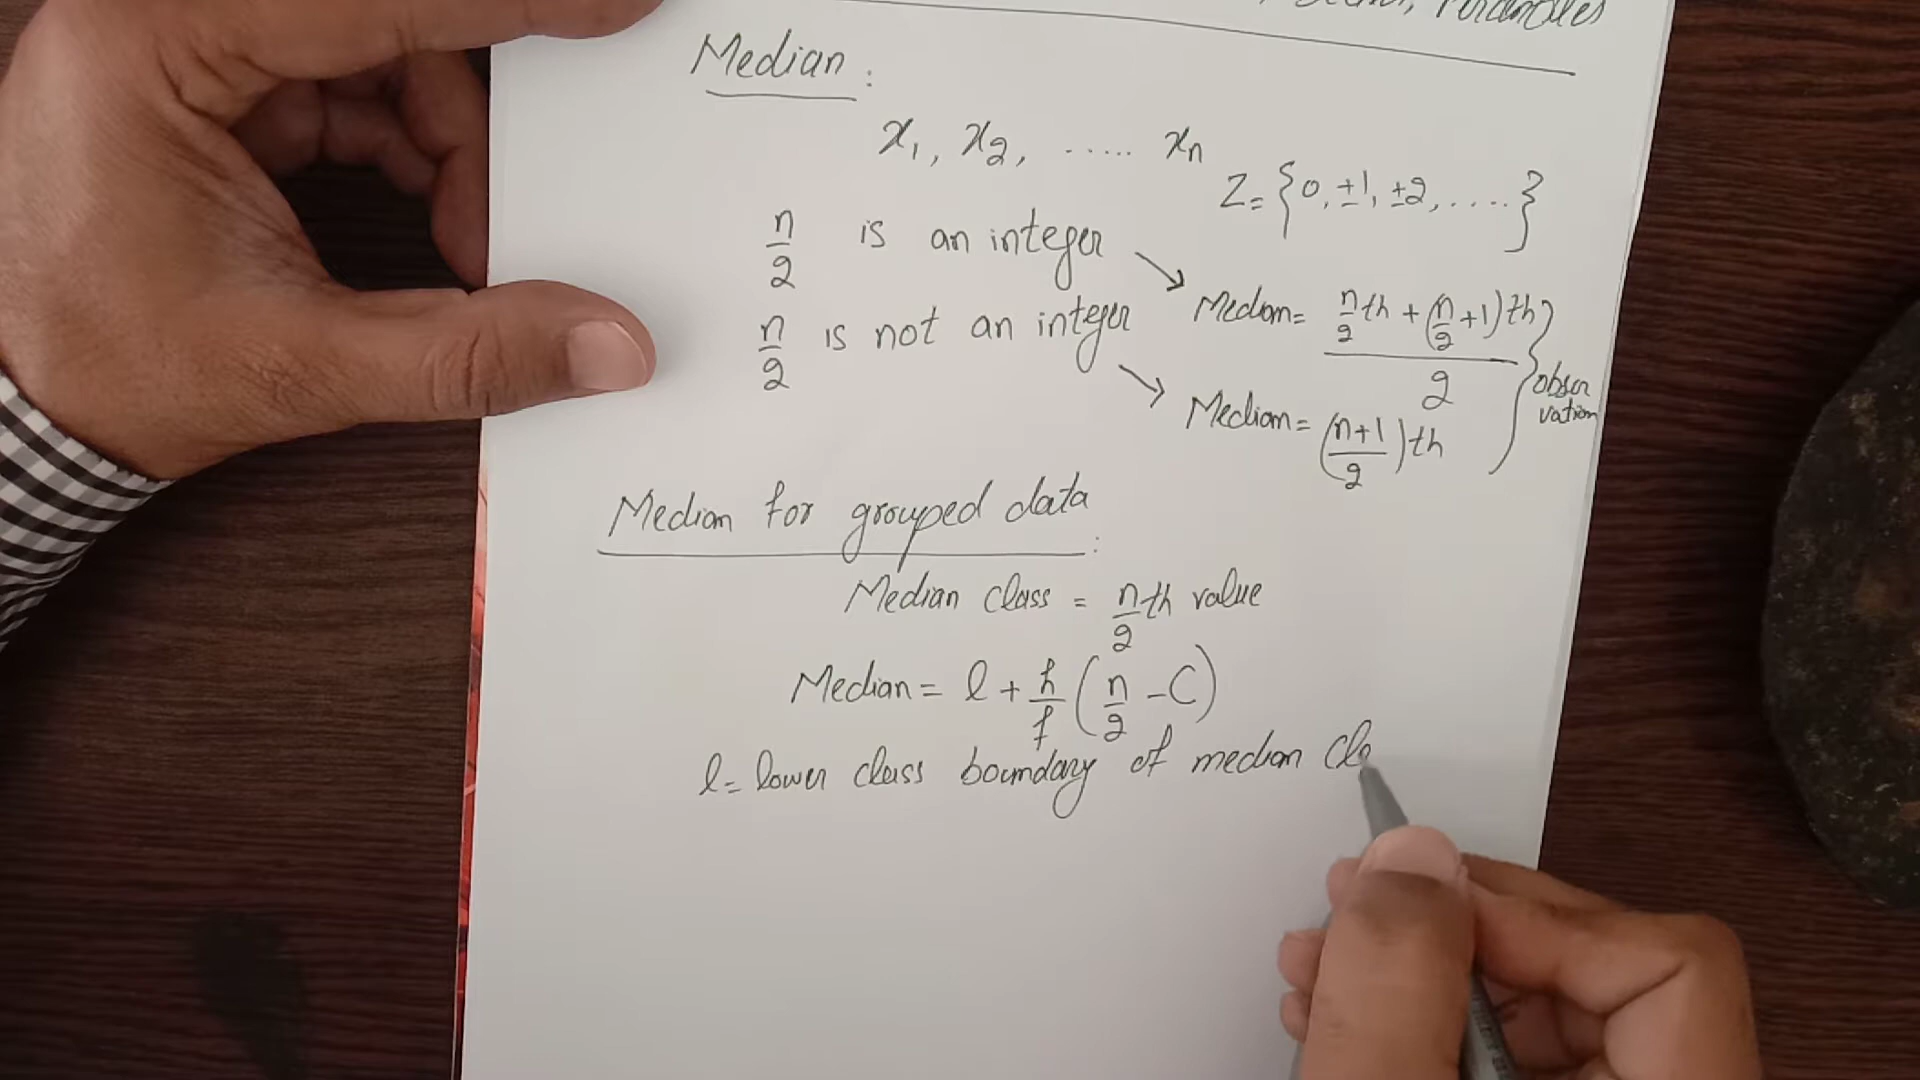 Percentiles
Median:
x₁, x₂, ..... xn
Z = {0, ±1, ±2, .....}
n/2 is an integer → Median = (n/2 th + (n/2 + 1)th)/2
n/2 is not an integer → Median = ((n+1)/2)th
} observation
Median for grouped data:
Median Class = n/2 th value
Median = l + h/f (n/2 - C)
l = lower class boundary of median Cla